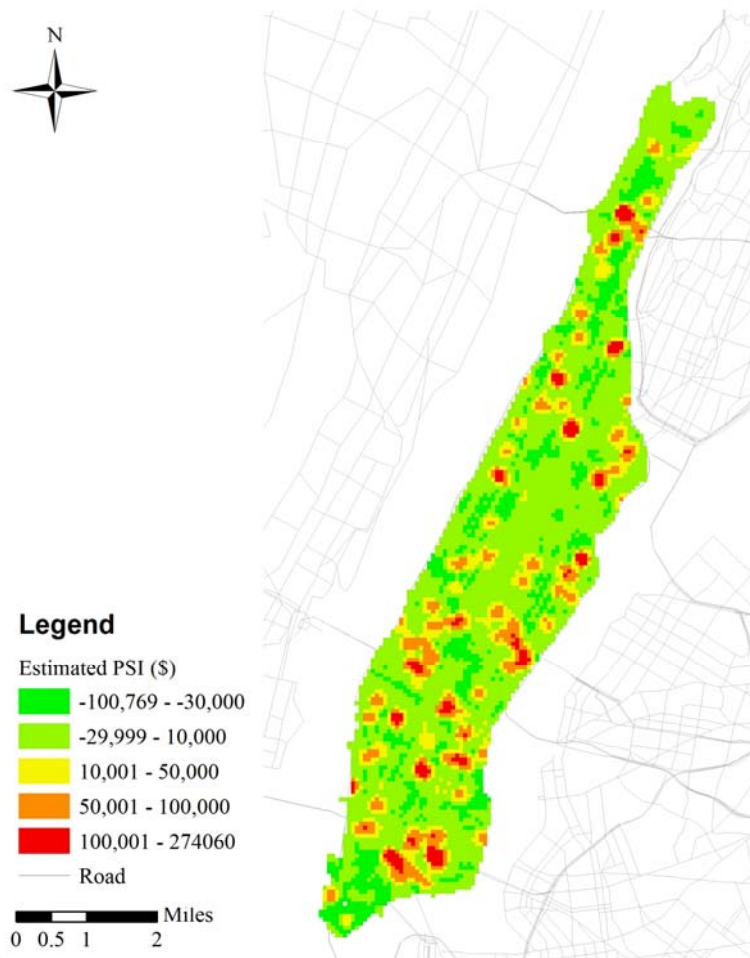 N
Legend
Estimated PSI ($)
-100,769 - -30,000
-29,999 - 10,000
10,001 - 50,000
50,001 - 100,000
100,001 - 274060
Road
Miles
0 0.5 1 2